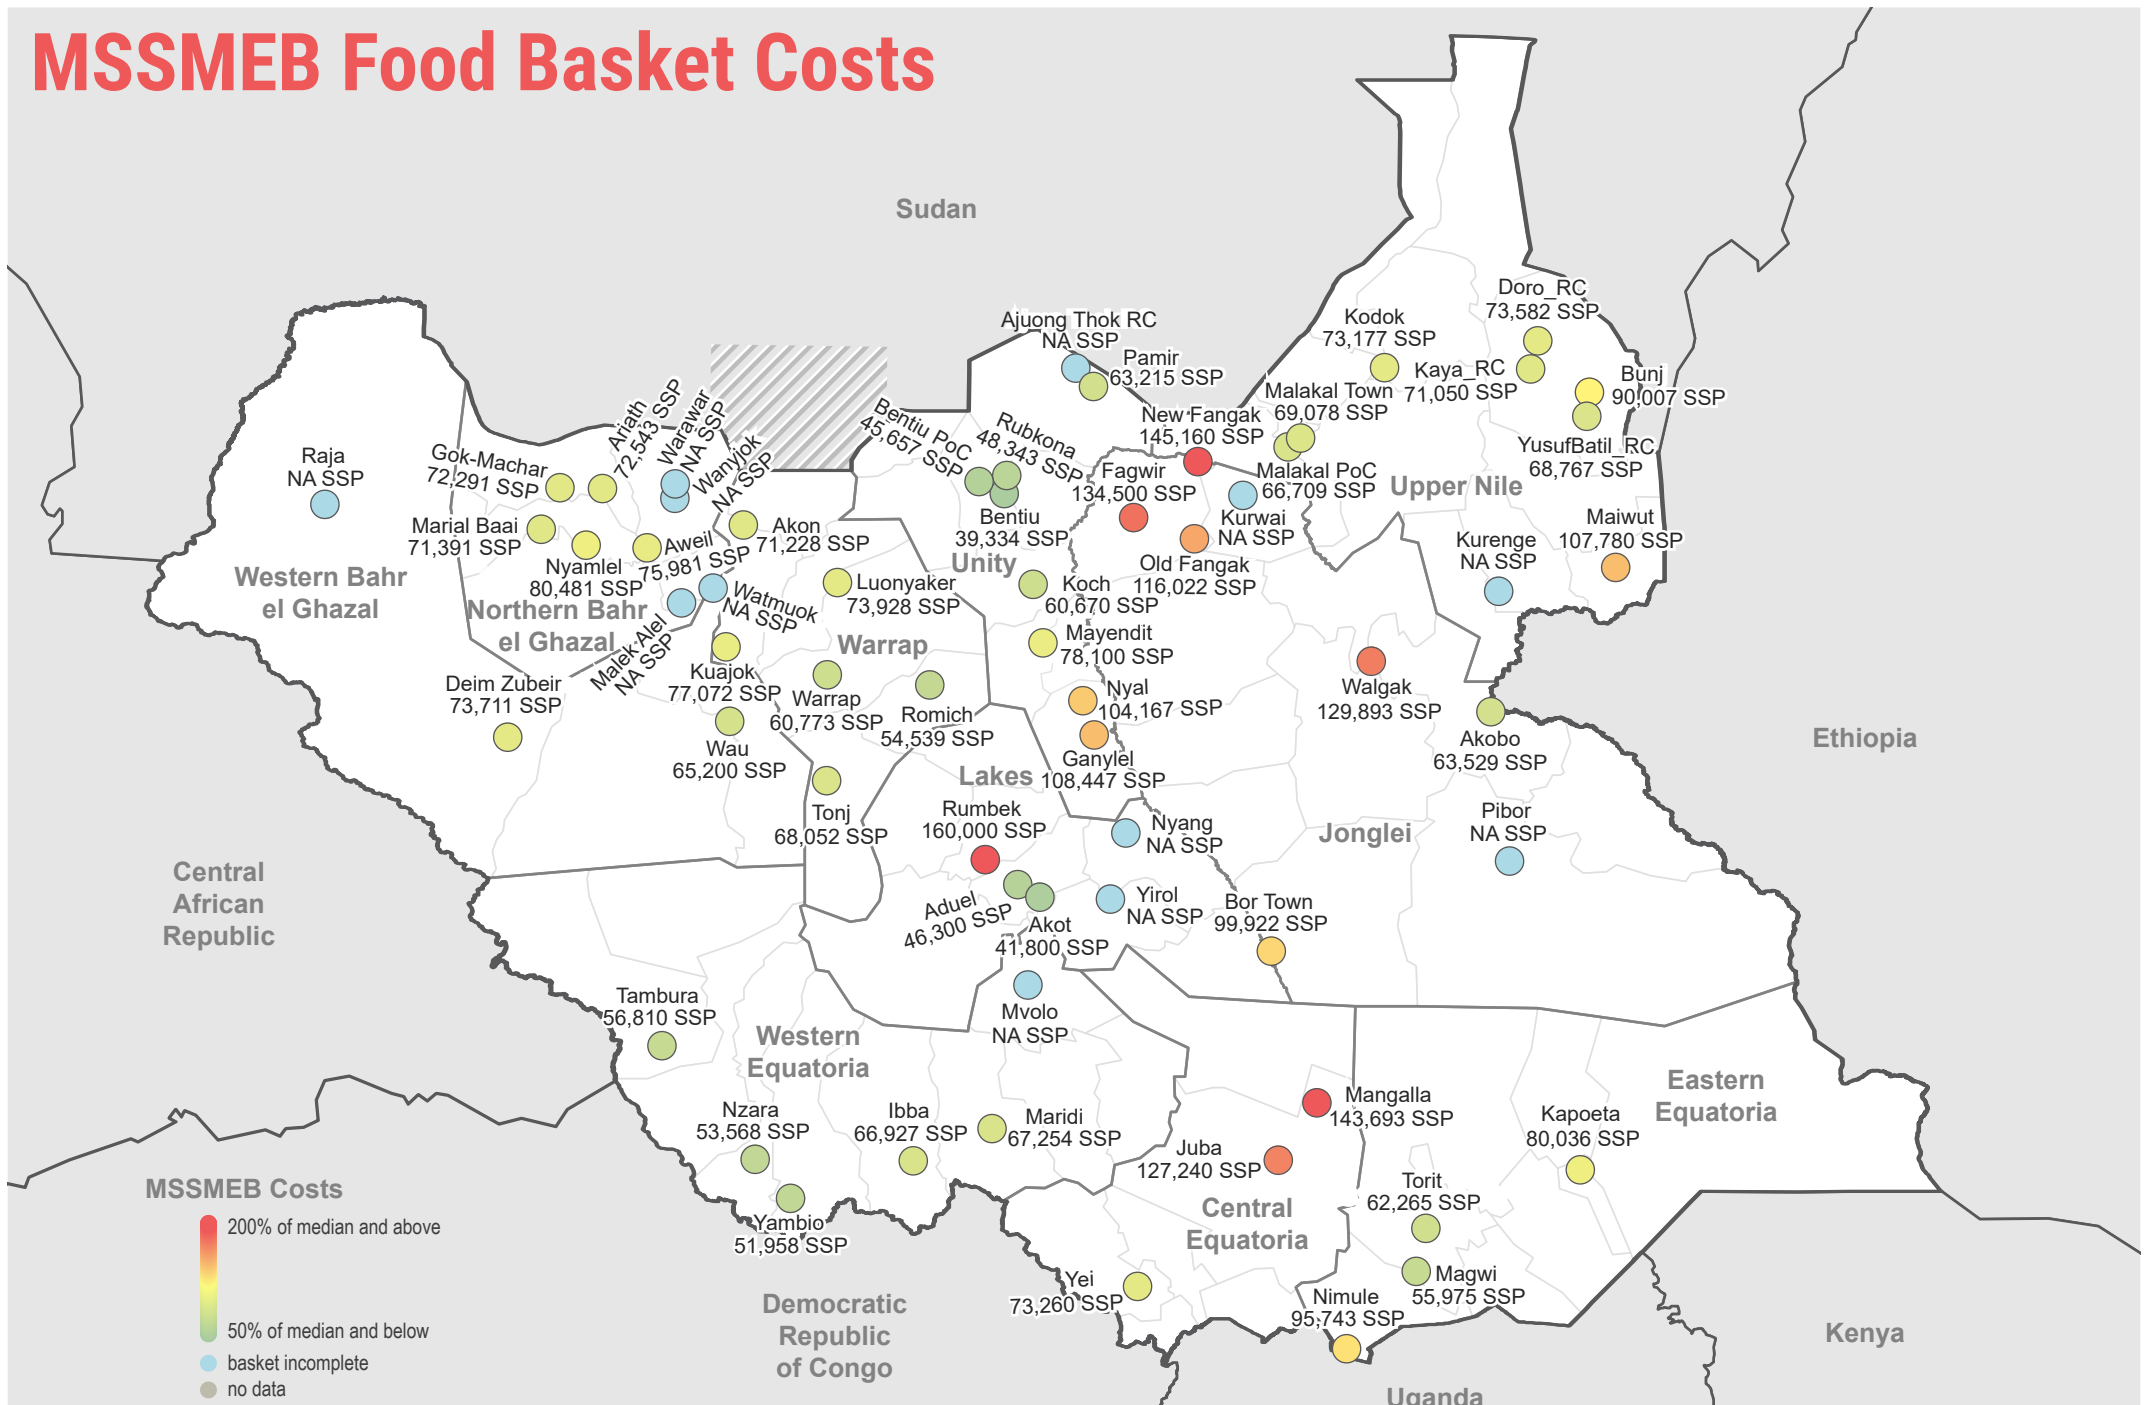 MSSMEB Food Basket Costs
Sudan
Doro_RC
73,582 SSP
Kodok
73,177 SSP
Ajuong Thok RC
NA SSP
Pamir
63,215 SSP
Kaya_RC
71,050 SSP
Bunj
90,007 SSP
Malakal Town
69,078 SSP
New Fangak
145,160 SSP
Bentiu PoC
45,657 SSP
Rubkona
48,343 SSP
Ariath
72,543 SSP
Warawar
NA SSP
Wanyjok
NA SSP
Raja
NA SSP
Gok-Machar
72,291 SSP
Fagwir
134,500 SSP
Malakal PoC
66,709 SSP
YusufBatil_RC
68,767 SSP
Upper Nile
Marial Baai
71,391 SSP
Akon
71,228 SSP
Bentiu
39,334 SSP
Kurwai
NA SSP
Maiwut
107,780 SSP
Kurenge
NA SSP
Aweil
75,981 SSP
Nyamlel
80,481 SSP
Unity
Old Fangak
116,022 SSP
Western Bahr
el Ghazal
Northern Bahr
el Ghazal
Luonyaker
73,928 SSP
Koch
60,670 SSP
Watmuok
NA SSP
Malek Alel
NA SSP
Warrap
Mayendit
78,100 SSP
Kuajok
77,072 SSP
Warrap
60,773 SSP
Deim Zubeir
73,711 SSP
Romich
54,539 SSP
Nyal
104,167 SSP
Walgak
129,893 SSP
Wau
65,200 SSP
Ganylel
108,447 SSP
Akobo
63,529 SSP
Ethiopia
Lakes
Tonj
68,052 SSP
Rumbek
160,000 SSP
Nyang
NA SSP
Jonglei
Pibor
NA SSP
Central
African
Republic
Aduel
46,300 SSP
Akot
41,800 SSP
Yirol
NA SSP
Bor Town
99,922 SSP
Mvolo
NA SSP
Tambura
56,810 SSP
Western
Equatoria
Eastern
Equatoria
Nzara
53,568 SSP
Ibba
66,927 SSP
Maridi
67,254 SSP
Mangalla
143,693 SSP
Kapoeta
80,036 SSP
Juba
127,240 SSP
Central
Equatoria
Torit
62,265 SSP
Yambio
51,958 SSP
Yei
73,260 SSP
Magwi
55,975 SSP
Nimule
95,743 SSP
Democratic
Republic
of Congo
Kenya
Uganda
MSSMEB Costs
200% of median and above
50% of median and below
basket incomplete
no data